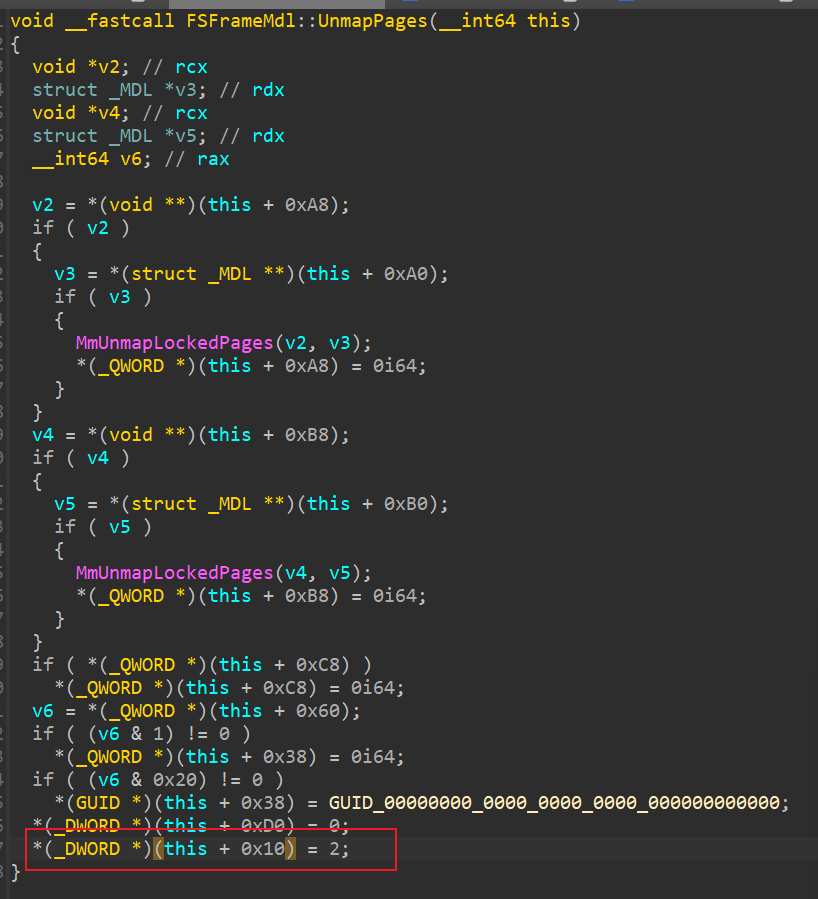 void __fastcall FSFrameMdl::UnmapPages(__int64 this)
{
  void *v2; // rcx
  struct _MDL *v3; // rdx
  void *v4; // rcx
  struct _MDL *v5; // rdx
  __int64 v6; // rax

  v2 = *(void **)(this + 0xA8);
  if ( v2 )
  {
    v3 = *(struct _MDL **)(this + 0xA0);
    if ( v3 )
    {
      MmUnmapLockedPages(v2, v3);
      *(_QWORD *)(this + 0xA8) = 0i64;
    }
  }
  v4 = *(void **)(this + 0xB8);
  if ( v4 )
  {
    v5 = *(struct _MDL **)(this + 0xB0);
    if ( v5 )
    {
      MmUnmapLockedPages(v4, v5);
      *(_QWORD *)(this + 0xB8) = 0i64;
    }
  }
  if ( *(_QWORD *)(this + 0xC8) )
    *(_QWORD *)(this + 0xC8) = 0i64;
  v6 = *(_QWORD *)(this + 0x60);
  if ( (v6 & 1) != 0 )
    *(_QWORD *)(this + 0x38) = 0i64;
  if ( (v6 & 0x20) != 0 )
    *(GUID *)(this + 0x38) = GUID_00000000_0000_0000_0000_000000000000;
  *(_DWORD *)(this + 0xD0) = 0;
  *(_DWORD *)(this + 0x10) = 2;
}